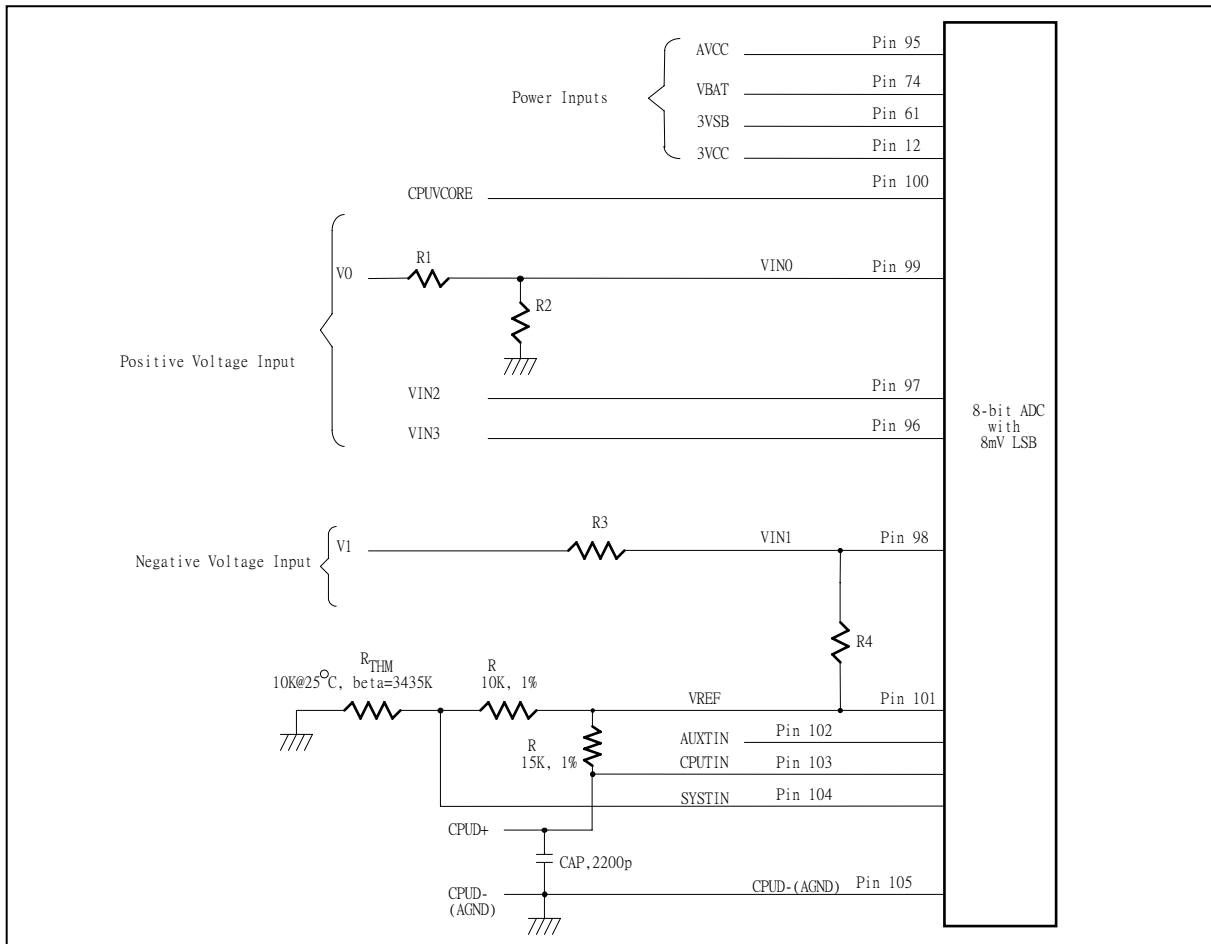 AVCC Pin 95
Power Inputs
VBAT Pin 74
3VSB Pin 61
3VCC Pin 12
CPUVCORE Pin 100
Positive Voltage Input
V0 R1 VIN0 Pin 99
R2
VIN2 Pin 97
VIN3 Pin 96
8-bit ADC
with
8mV LSB
Negative Voltage Input
V1 R3 VIN1 Pin 98
R4
RTHM
10K@25°C, beta=3435K
R
10K, 1%
VREF Pin 101
R
15K, 1%
AUXTIN Pin 102
CPUTIN Pin 103
SYSTIN Pin 104
CPUD+
CAP,2200p
CPUD-
(AGND)
CPUD-(AGND) Pin 105